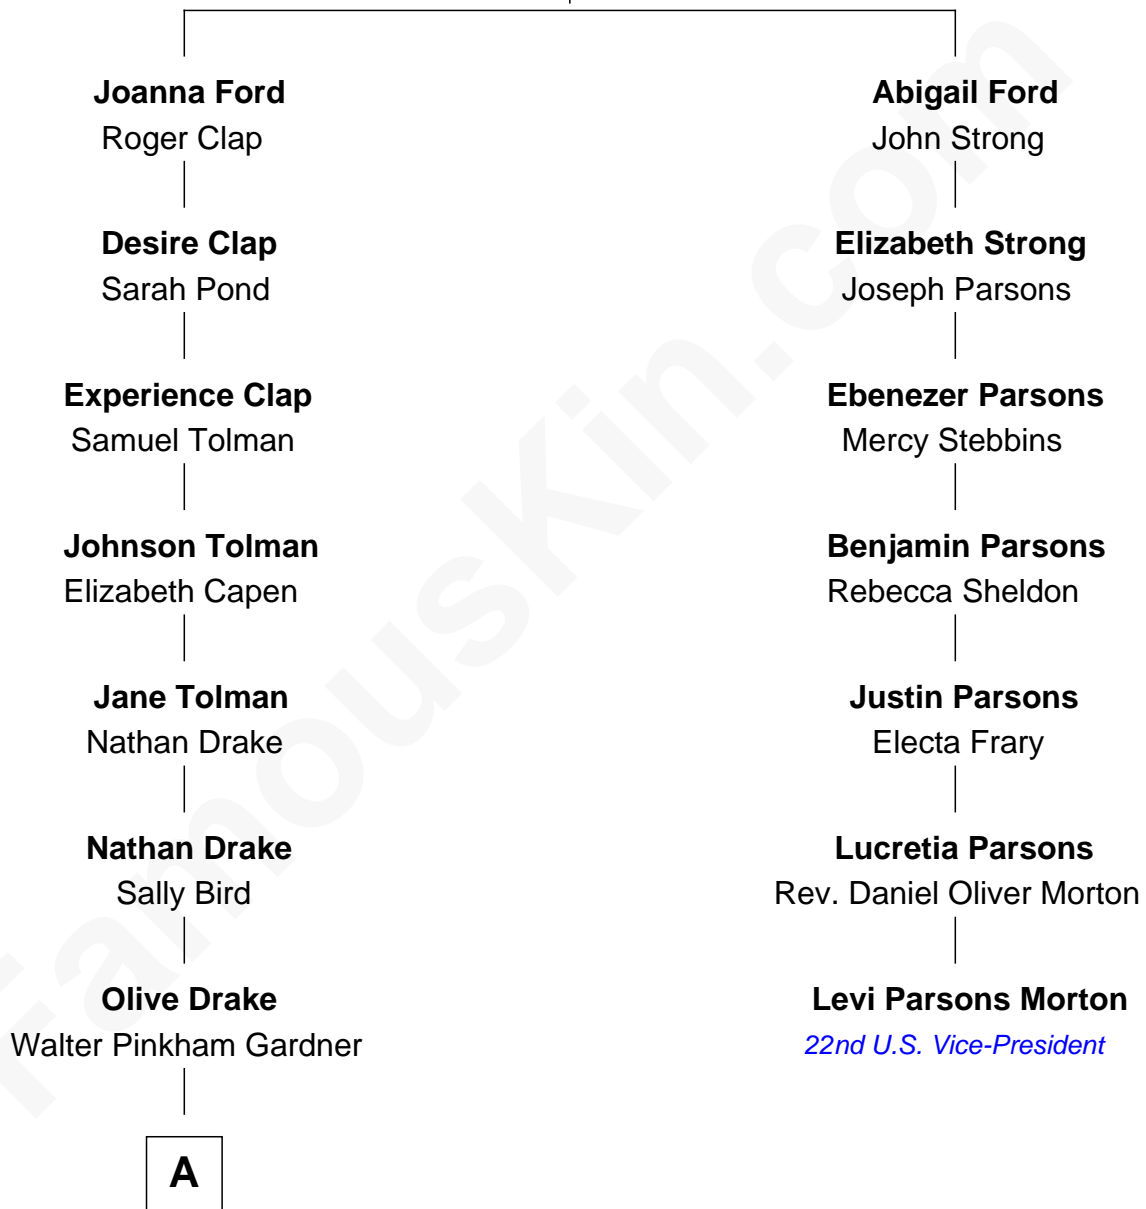 Joanna Ford
Roger Clap
Desire Clap
Sarah Pond
Experience Clap
Samuel Tolman
Johnson Tolman
Elizabeth Capen
Jane Tolman
Nathan Drake
Nathan Drake
Sally Bird
Olive Drake
Walter Pinkham Gardner
A
Abigail Ford
John Strong
Elizabeth Strong
Joseph Parsons
Ebenezer Parsons
Mercy Stebbins
Benjamin Parsons
Rebecca Sheldon
Justin Parsons
Electa Frary
Lucretia Parsons
Rev. Daniel Oliver Morton
Levi Parsons Morton
22nd U.S. Vice-President
FamousKin.com